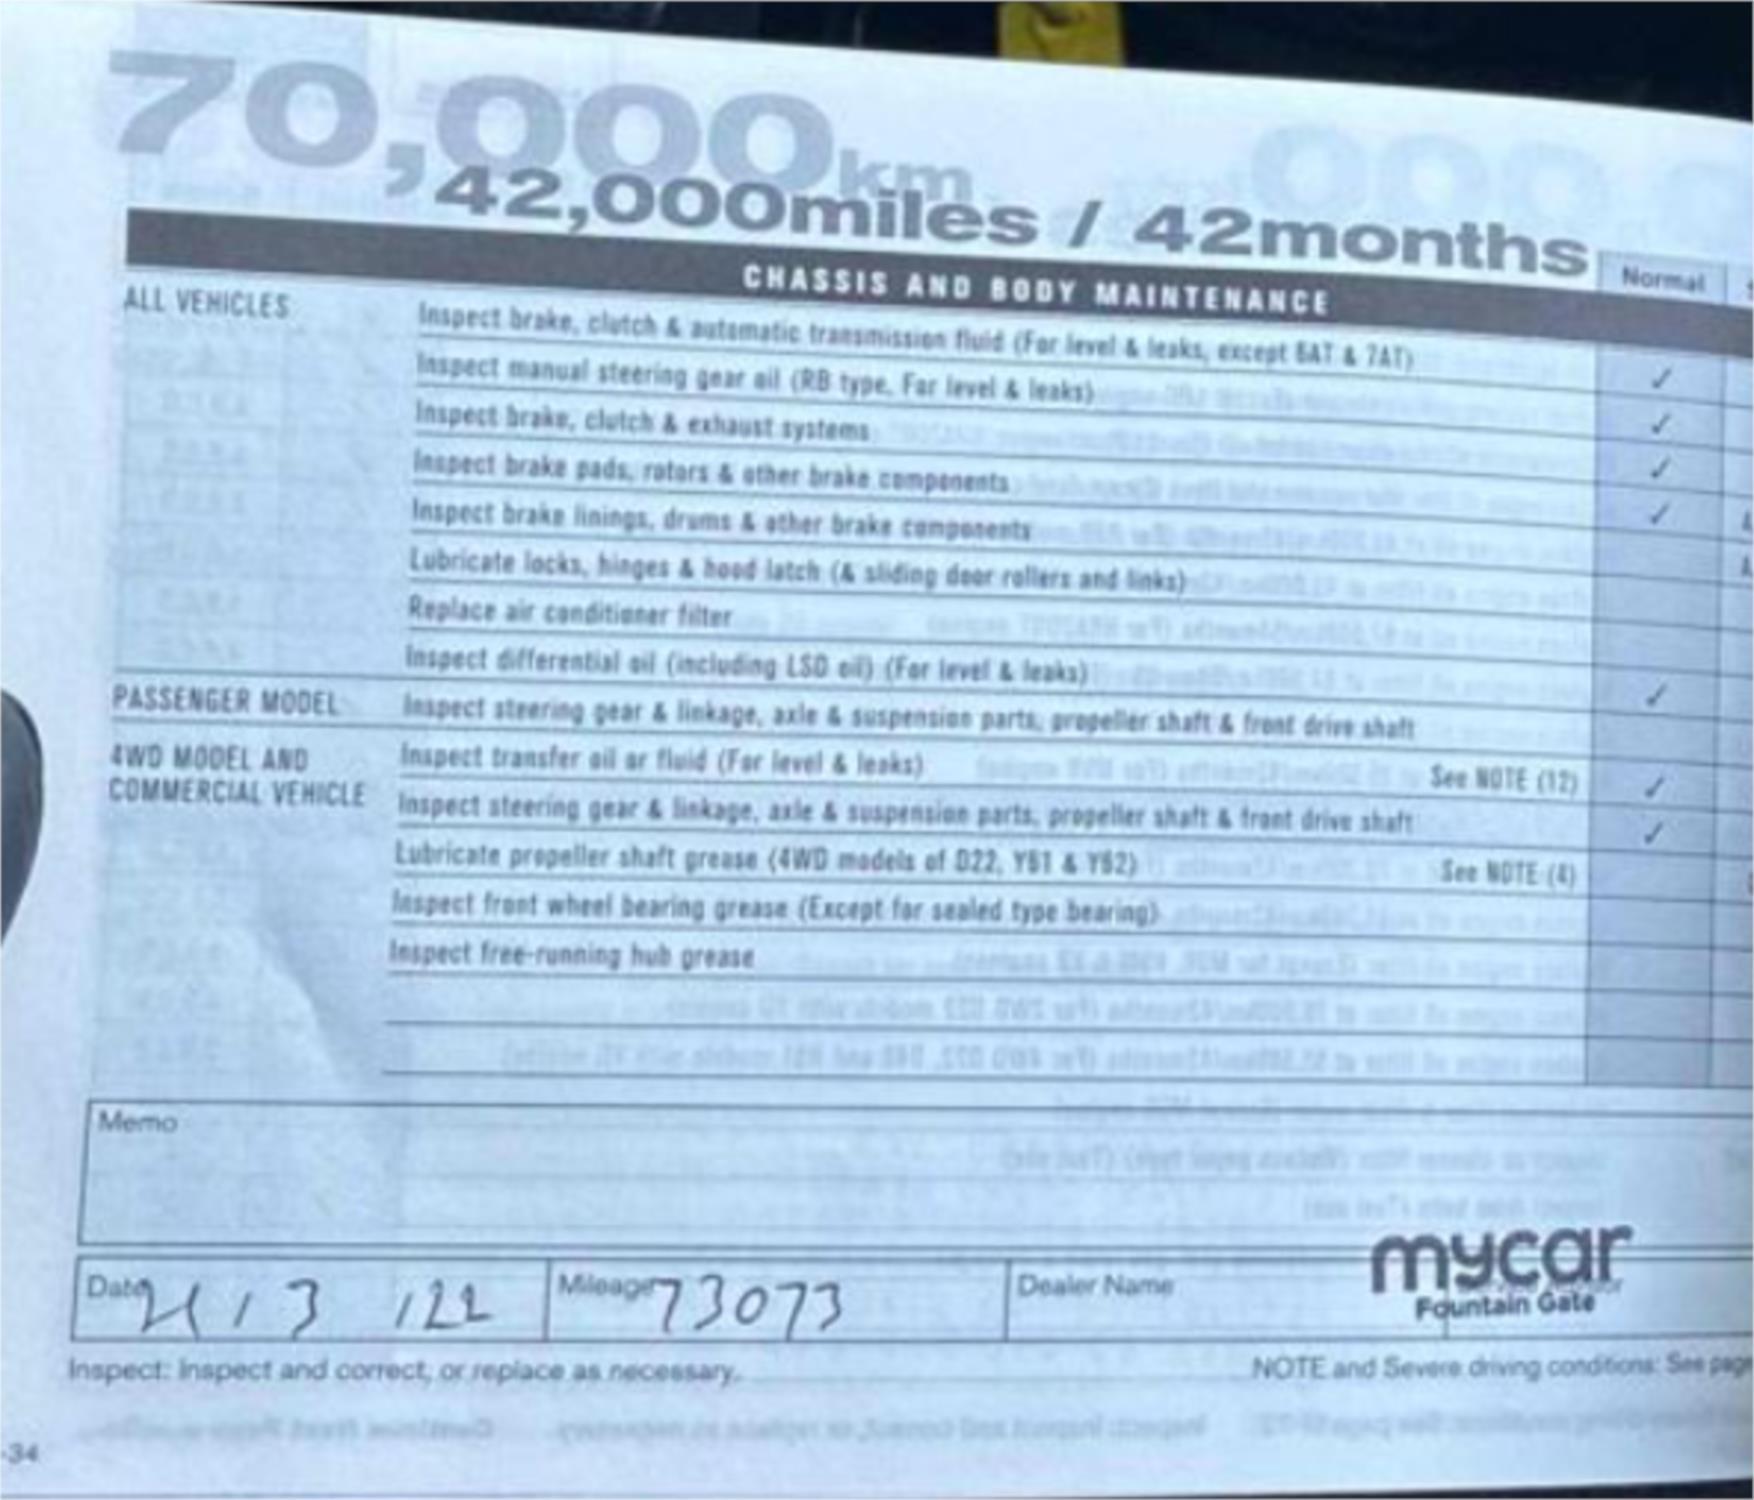 70,000km
42,000miles / 42months
Normal
CHASSIS AND BODY MAINTENANCE
ALL VEHICLES
Inspect brake, clutch & automatic transmission fluid (For level & leaks, except 6AT & 7AT) ✓
Inspect manual steering gear oil (RB type, For level & leaks) ✓
Inspect brake, clutch & exhaust systems ✓
Inspect brake pads, rotors & other brake components ✓
Inspect brake linings, drums & other brake components
Lubricate locks, hinges & hood latch (& sliding door rollers and links)
Replace air conditioner filter
Inspect differential oil (including LSD oil) (For level & leaks) ✓
PASSENGER MODEL
Inspect steering gear & linkage, axle & suspension parts, propeller shaft & front drive shaft
4WD MODEL AND
COMMERCIAL VEHICLE
Inspect transfer oil or fluid (For level & leaks) See NOTE (12) ✓
Inspect steering gear & linkage, axle & suspension parts, propeller shaft & front drive shaft ✓
Lubricate propeller shaft grease (4WD models of D22, Y61 & Y62) See NOTE (4)
Inspect front wheel bearing grease (Except for sealed type bearing)
Inspect free-running hub grease
Memo
Date /3/22
Mileage 73073
Dealer Name
mycar
Fountain Gate
Inspect: Inspect and correct, or replace as necessary.
NOTE and Severe driving conditions: See page
-34